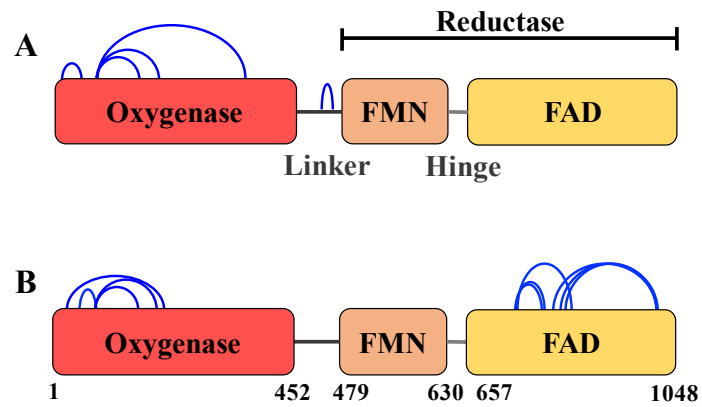 Reductase
A
Oxygenase FMN FAD
Linker Hinge
B
Oxygenase FMN FAD
1 452 479 630 657 1048